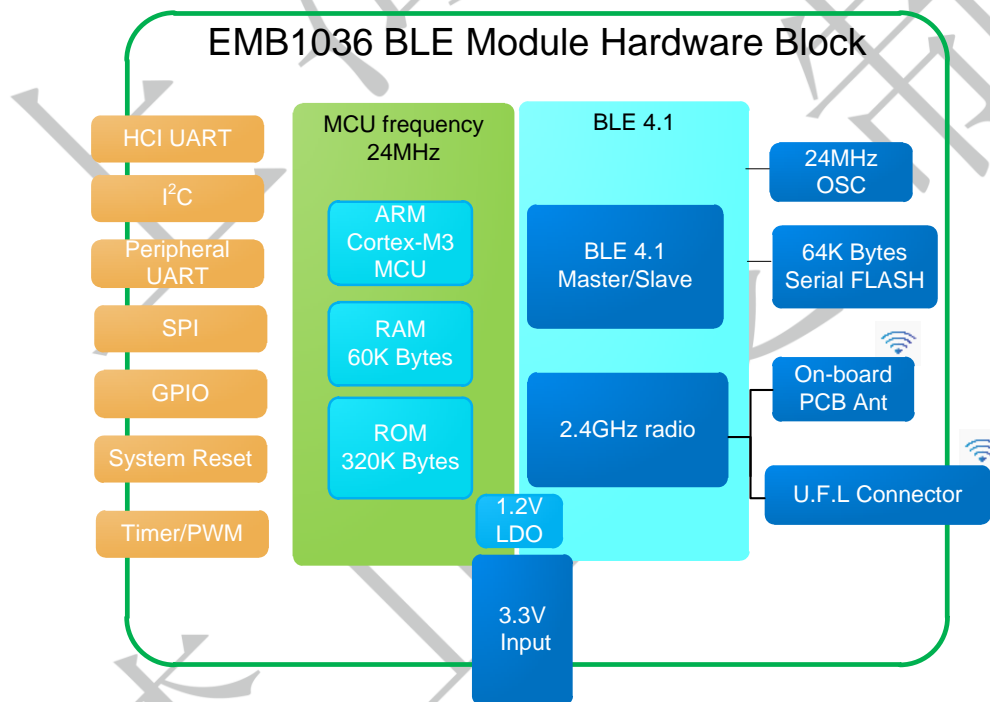 EMB1036 BLE Module Hardware Block
HCI UART
I²C
Peripheral
UART
SPI
GPIO
System Reset
Timer/PWM
MCU frequency
24MHz
ARM
Cortex-M3
MCU
RAM
60K Bytes
ROM
320K Bytes
BLE 4.1
BLE 4.1
Master/Slave
2.4GHz radio
1.2V
LDO
3.3V
Input
24MHz
OSC
64K Bytes
Serial FLASH
On-board
PCB Ant
U.F.L Connector